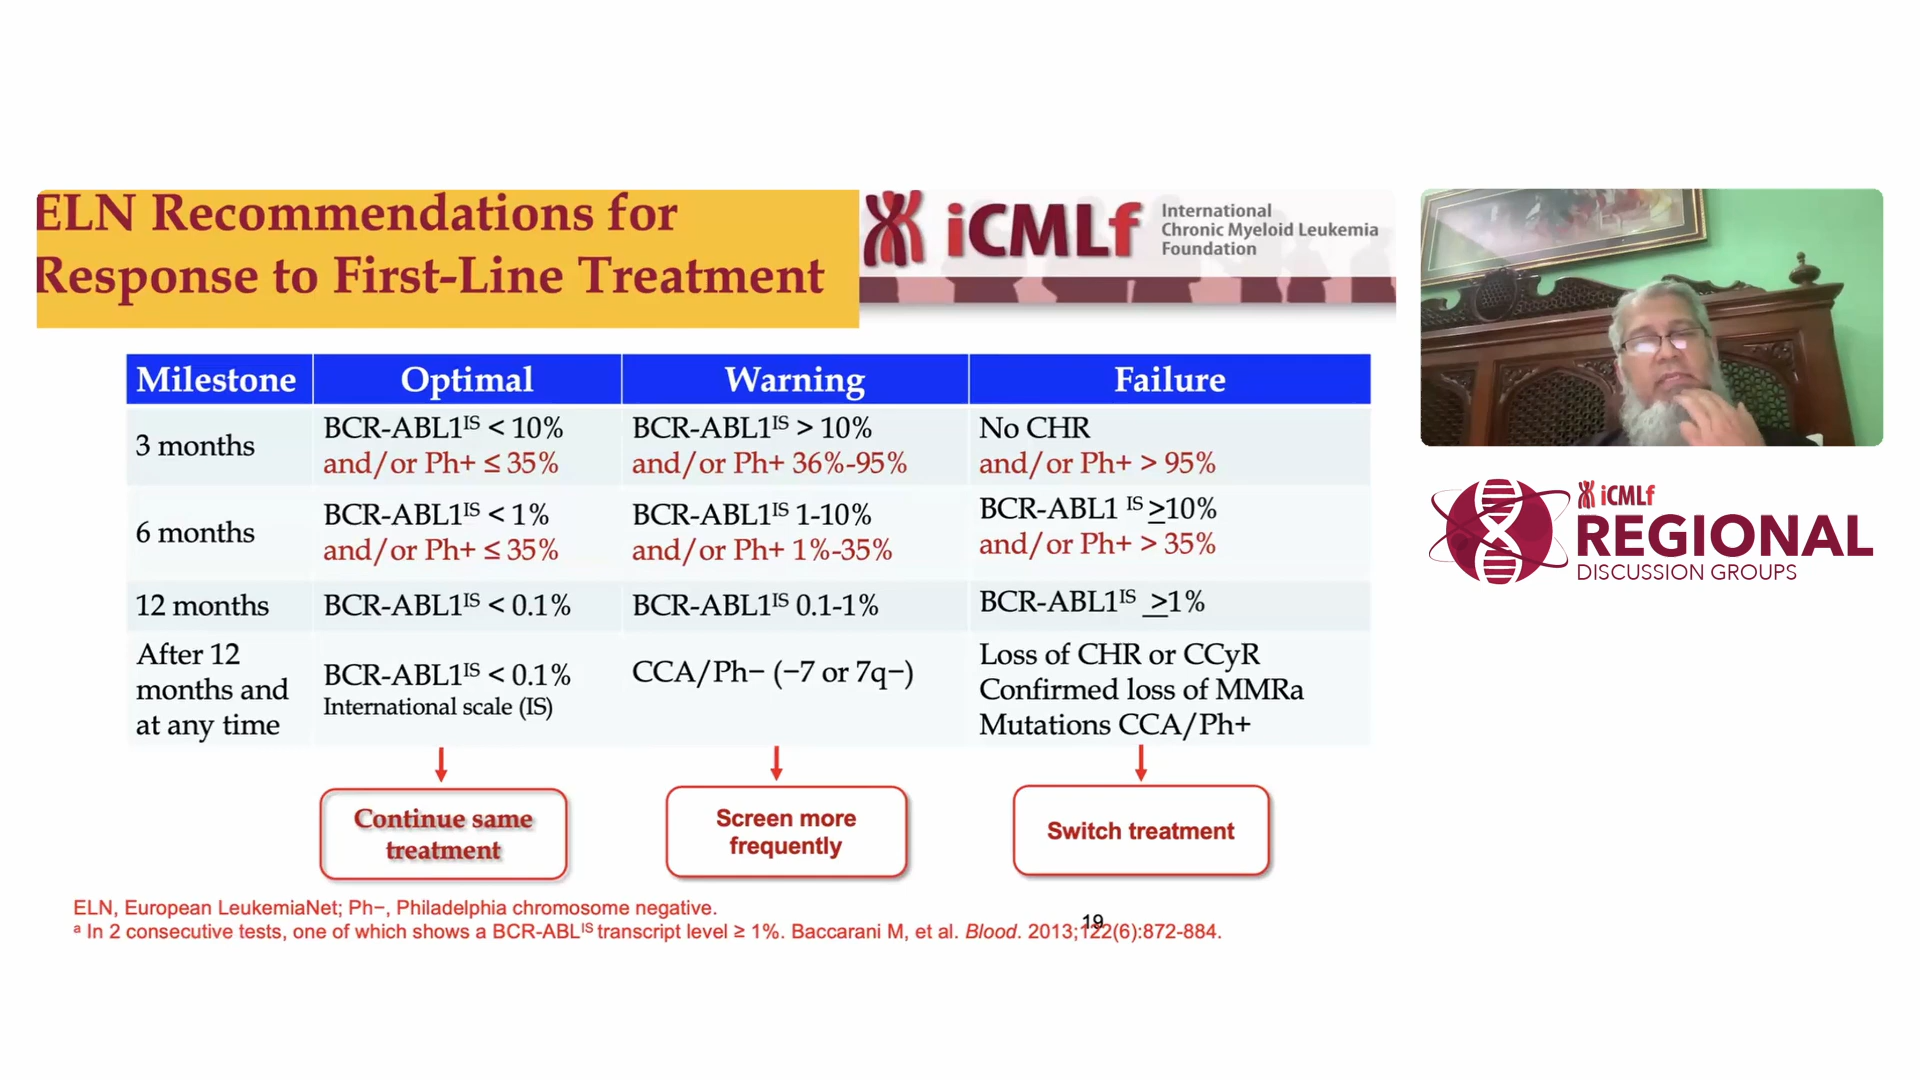 ELN Recommendations for
Response to First-Line Treatment
iCMLf
International
Chronic Myeloid Leukemia
Foundation
Milestone Optimal Warning Failure
3 months
BCR-ABL1ᴵˢ < 10%
and/or Ph+ ≤ 35%
BCR-ABL1ᴵˢ > 10%
and/or Ph+ 36%-95%
No CHR
and/or Ph+ > 95%
6 months
BCR-ABL1ᴵˢ < 1%
and/or Ph+ ≤ 35%
BCR-ABL1ᴵˢ 1-10%
and/or Ph+ 1%-35%
BCR-ABL1 ᴵˢ ≥10%
and/or Ph+ > 35%
12 months
BCR-ABL1ᴵˢ < 0.1%
BCR-ABL1ᴵˢ 0.1-1%
BCR-ABL1ᴵˢ ≥1%
After 12
months and
at any time
BCR-ABL1ᴵˢ < 0.1%
International scale (IS)
CCA/Ph− (−7 or 7q−)
Loss of CHR or CCyR
Confirmed loss of MMRa
Mutations CCA/Ph+
Continue same
treatment
Screen more
frequently
Switch treatment
ELN, European LeukemiaNet; Ph−, Philadelphia chromosome negative.
ᵃ In 2 consecutive tests, one of which shows a BCR-ABLᴵˢ transcript level ≥ 1%. Baccarani M, et al. Blood. 2013;122(6):872-884.
19
iCMLf
REGIONAL
DISCUSSION GROUPS